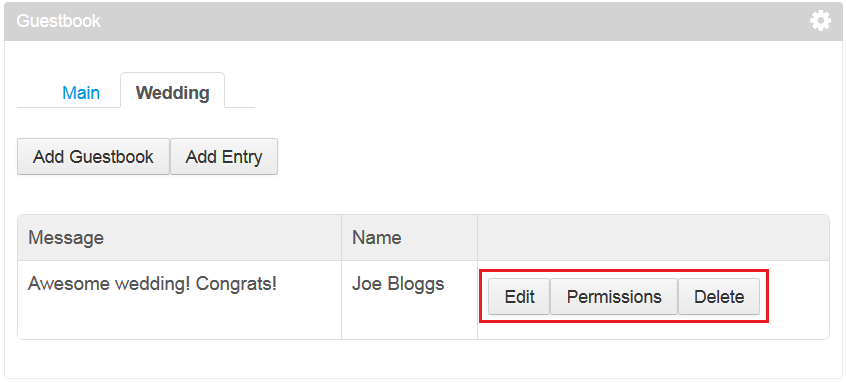 Guestbook
Main Wedding
Add Guestbook Add Entry
Message Name
Awesome wedding! Congrats! Joe Bloggs Edit Permissions Delete